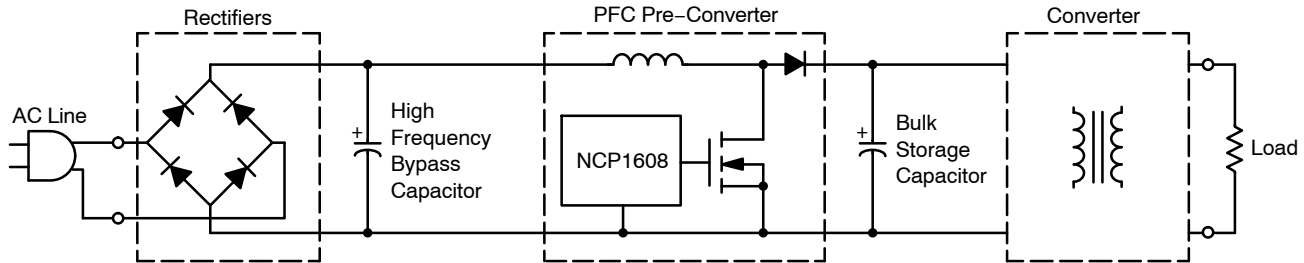 Rectifiers
PFC Pre−Converter
Converter
AC Line
+
High
Frequency
Bypass
Capacitor
NCP1608
+
Bulk
Storage
Capacitor
Load